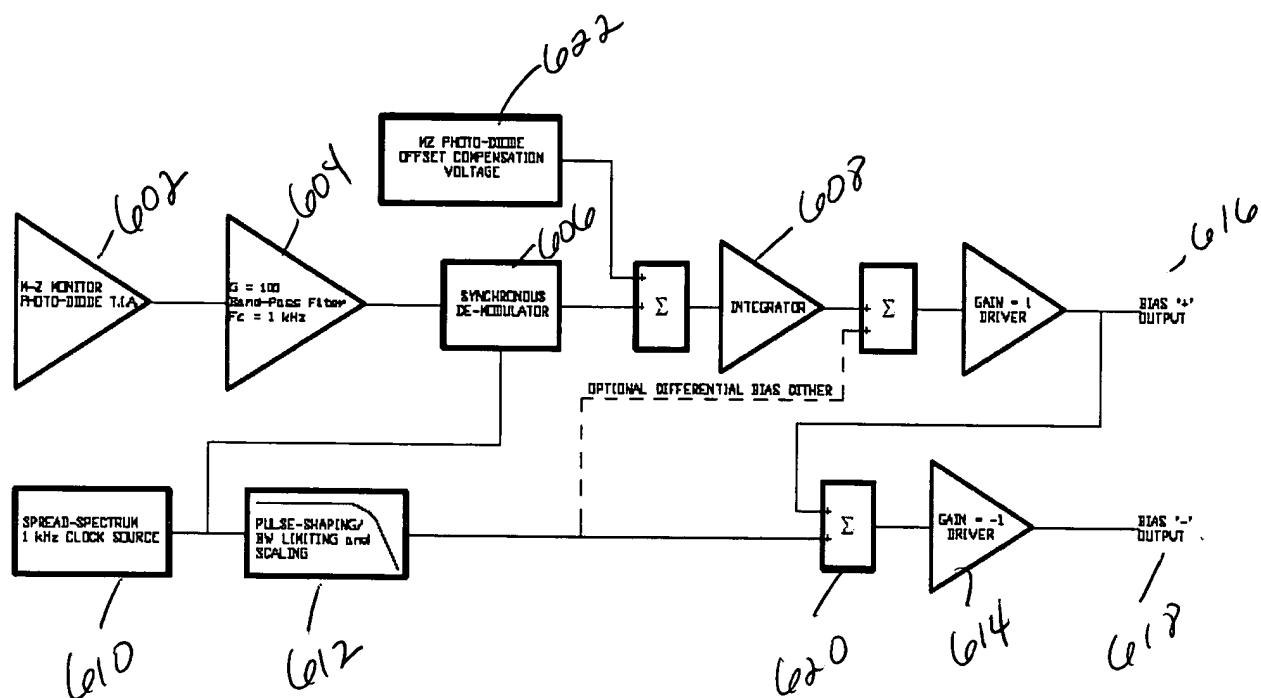 622
MZ PHOTO-DIODE
OFFSET COMPENSATION
VOLTAGE
602
604
606
608
616
M-Z MONITOR
PHOTO-DIODE T.I.A.
G = 100
Band-Pass Filter
Fc = 1 kHz
SYNCHRONOUS
DE-MODULATOR
+
+
Σ
INTEGRATOR
+
+
Σ
GAIN = 1
DRIVER
BIAS '+'
OUTPUT
OPTIONAL DIFFERENTIAL BIAS DITHER
SPREAD-SPECTRUM
1 kHz CLOCK SOURCE
PULSE-SHAPING/
BW LIMITING and
SCALING
+
+
Σ
GAIN = -1
DRIVER
BIAS '-'
OUTPUT
610
612
620
614
618